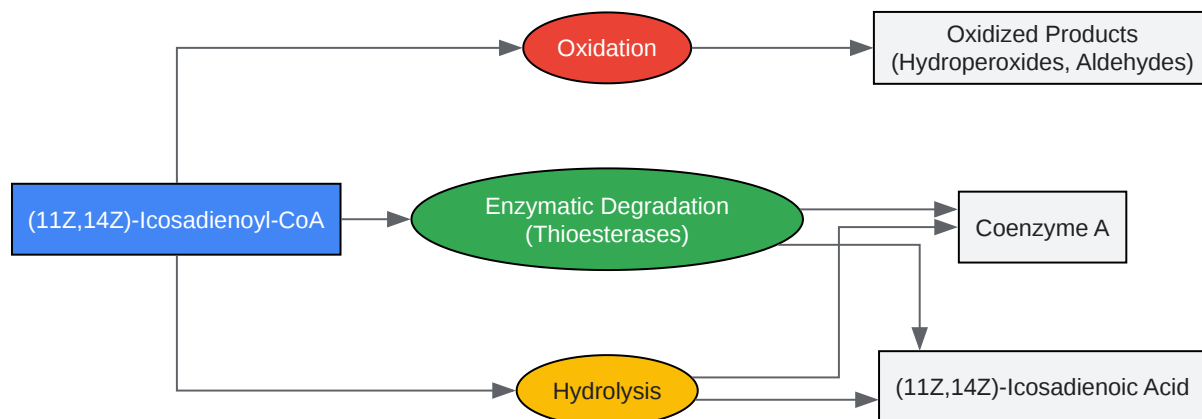 Oxidation
Oxidized Products
(Hydroperoxides, Aldehydes)
(11Z,14Z)-Icosadienoyl-CoA
Enzymatic Degradation
(Thioesterases)
Coenzyme A
Hydrolysis
(11Z,14Z)-Icosadienoic Acid